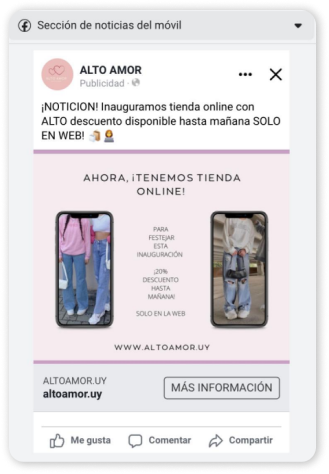 Sección de noticias del móvil
ALTO AMOR
Publicidad ·
¡NOTICION! Inauguramos tienda online con
ALTO descuento disponible hasta mañana SOLO
EN WEB!
AHORA, ¡TENEMOS TIENDA
ONLINE!
PARA
FESTEJAR
ESTA
INAUGURACIÓN
¡20%
DESCUENTO
HASTA
MAÑANA!
SOLO EN LA WEB
WWW.ALTOAMOR.UY
ALTOAMOR.UY
altoamor.uy
MÁS INFORMACIÓN
Me gusta
Comentar
Compartir